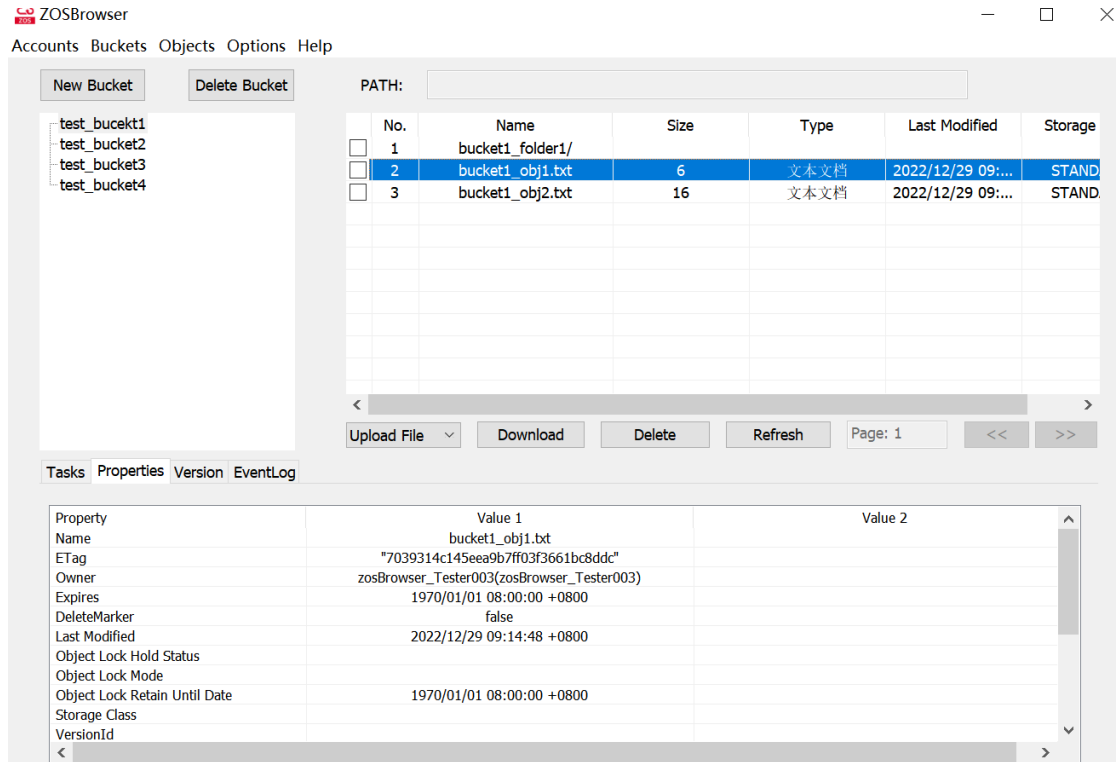 ZOSBrowser
Accounts Buckets Objects Options Help
New Bucket Delete Bucket PATH:
test_bucekt1
test_bucket2
test_bucket3
test_bucket4
No. Name Size Type Last Modified Storage
1 bucket1_folder1/
2 bucket1_obj1.txt 6 文本文档 2022/12/29 09:... STAND
3 bucket1_obj2.txt 16 文本文档 2022/12/29 09:... STAND
Upload File Download Delete Refresh Page: 1 << >>
Tasks Properties Version EventLog
Property Value 1 Value 2
Name bucket1_obj1.txt
ETag "7039314c145eea9b7ff03f3661bc8ddc"
Owner zosBrowser_Tester003(zosBrowser_Tester003)
Expires 1970/01/01 08:00:00 +0800
DeleteMarker false
Last Modified 2022/12/29 09:14:48 +0800
Object Lock Hold Status
Object Lock Mode
Object Lock Retain Until Date 1970/01/01 08:00:00 +0800
Storage Class
VersionId